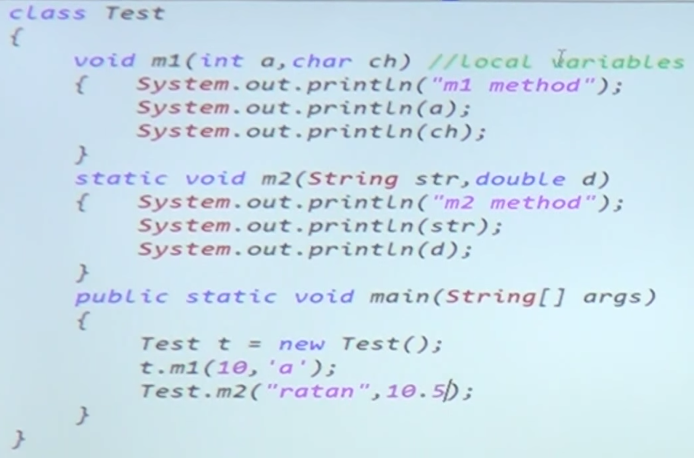 class Test
{
void m1(int a,char ch) //local variables
{ System.out.println("m1 method");
System.out.println(a);
System.out.println(ch);
}
static void m2(String str,double d)
{ System.out.println("m2 method");
System.out.println(str);
System.out.println(d);
}
public static void main(String[] args)
{
Test t = new Test();
t.m1(10,'a');
Test.m2("ratan",10.5);
}
}